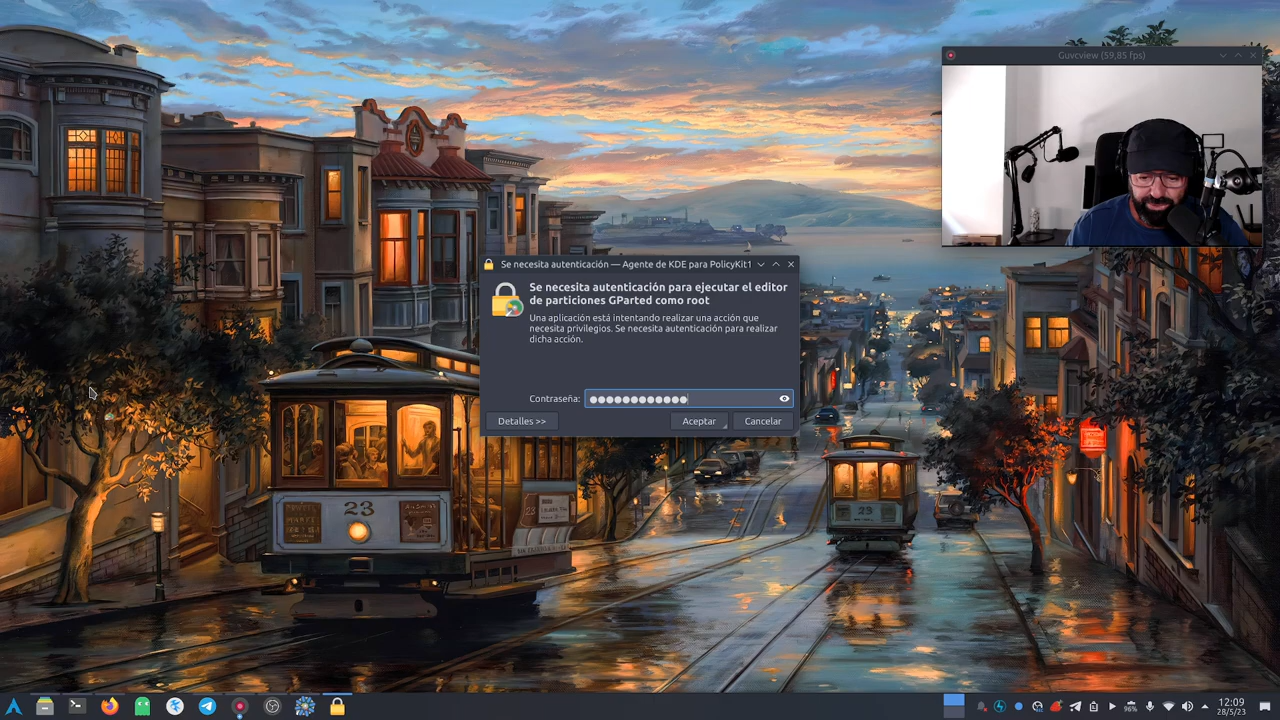 Guvcview (59,85 fps)
Se necesita autenticación — Agente de KDE para PolicyKit1
Se necesita autenticación para ejecutar el editor
de particiones GParted como root
Una aplicación está intentando realizar una acción que
necesita privilegios. Se necesita autenticación para realizar
dicha acción.
Contraseña:
Detalles >>
Aceptar
Cancelar
23
23
23
96%
12:09
28/5/23